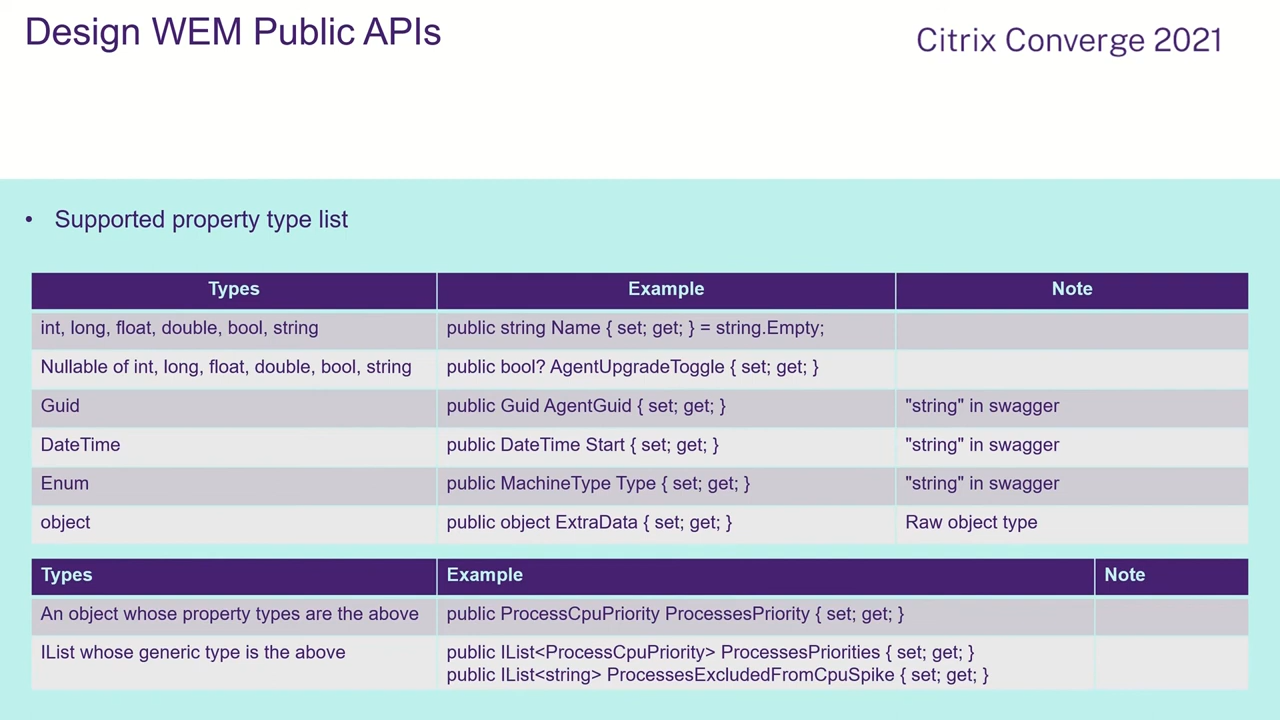 Design WEM Public APIs
Citrix Converge 2021
• Supported property type list
Types Example Note
int, long, float, double, bool, string public string Name { set; get; } = string.Empty;
Nullable of int, long, float, double, bool, string public bool? AgentUpgradeToggle { set; get; }
Guid public Guid AgentGuid { set; get; } "string" in swagger
DateTime public DateTime Start { set; get; } "string" in swagger
Enum public MachineType Type { set; get; } "string" in swagger
object public object ExtraData { set; get; } Raw object type
Types Example Note
An object whose property types are the above public ProcessCpuPriority ProcessesPriority { set; get; }
IList whose generic type is the above public IList<ProcessCpuPriority> ProcessesPriorities { set; get; }
public IList<string> ProcessesExcludedFromCpuSpike { set; get; }